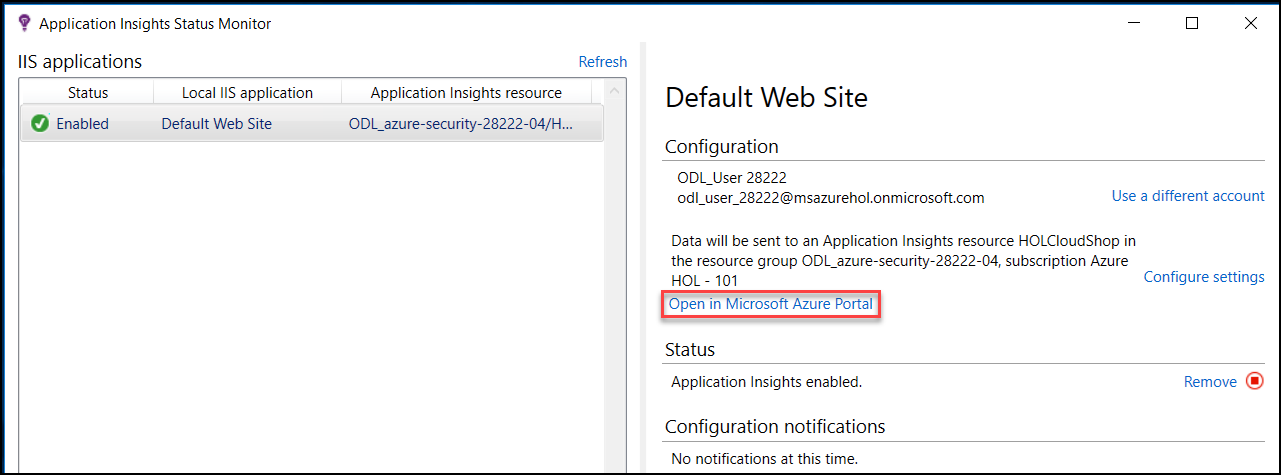 Application Insights Status Monitor
IIS applications
Refresh
Status Local IIS application Application Insights resource
Enabled Default Web Site ODL_azure-security-28222-04/H...
Default Web Site
Configuration
ODL_User 28222
odl_user_28222@msazurehol.onmicrosoft.com
Use a different account
Data will be sent to an Application Insights resource HOLCloudShop in
the resource group ODL_azure-security-28222-04, subscription Azure
HOL - 101
Configure settings
Open in Microsoft Azure Portal
Status
Application Insights enabled.
Remove
Configuration notifications
No notifications at this time.